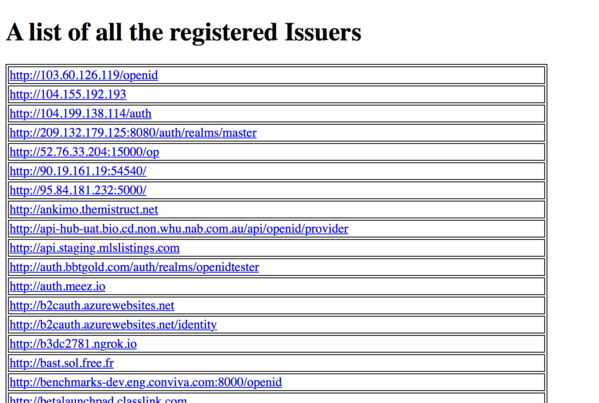 A list of all the registered Issuers
http://103.60.126.119/openid
http://104.155.192.193
http://104.199.138.114/auth
http://209.132.179.125:8080/auth/realms/master
http://52.76.33.204:15000/op
http://90.19.161.19:54540/
http://95.84.181.232:5000/
http://ankimo.themistruct.net
http://api-hub-uat.bio.cd.non.whu.nab.com.au/api/openid/provider
http://api.staging.mlslistings.com
http://auth.bbtgold.com/auth/realms/openidtester
http://auth.meez.io
http://b2cauth.azurewebsites.net
http://b2cauth.azurewebsites.net/identity
http://b3dc2781.ngrok.io
http://bast.sol.free.fr
http://benchmarks-dev.eng.conviva.com:8000/openid
http://betalaunchpad.classlink.com